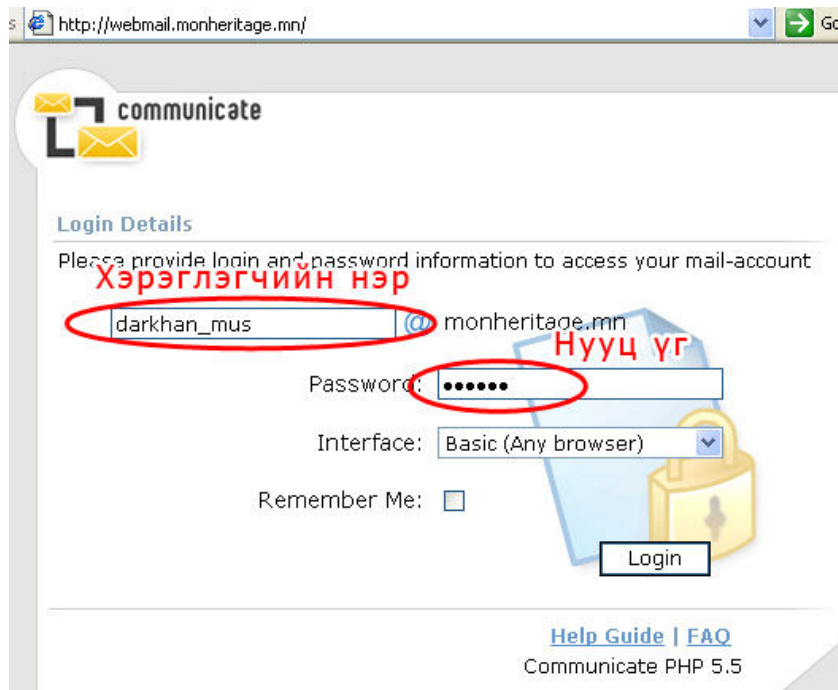 s http://webmail.monheritage.mn/ Go
communicate
Login Details
Please provide login and password information to access your mail-account
Хэрэглэгчийн нэр
darkhan_mus @ monheritage.mn
Нууц үг
Password: ••••••
Interface: Basic (Any browser)
Remember Me:
Login
Help Guide | FAQ
Communicate PHP 5.5